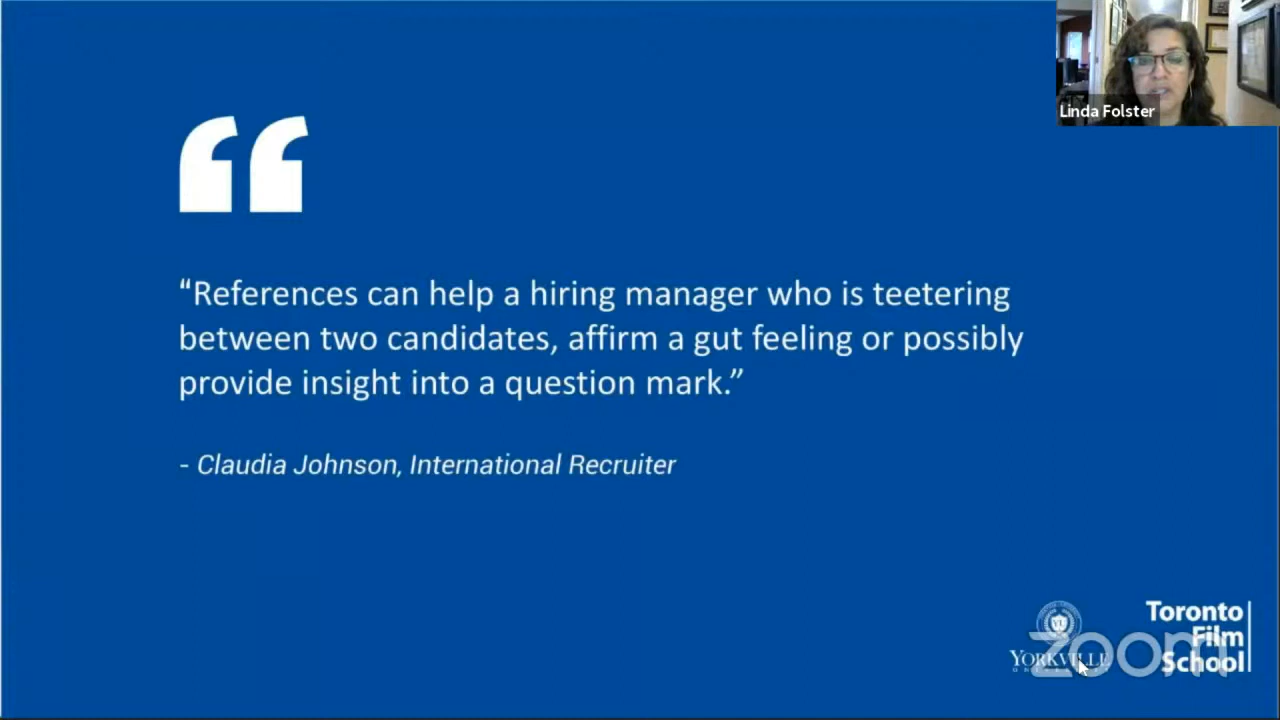 Linda Folster
“References can help a hiring manager who is teetering
between two candidates, affirm a gut feeling or possibly
provide insight into a question mark.”
- Claudia Johnson, International Recruiter
YORKVILLE
UNIVERSITY
zoom
Toronto
Film
School